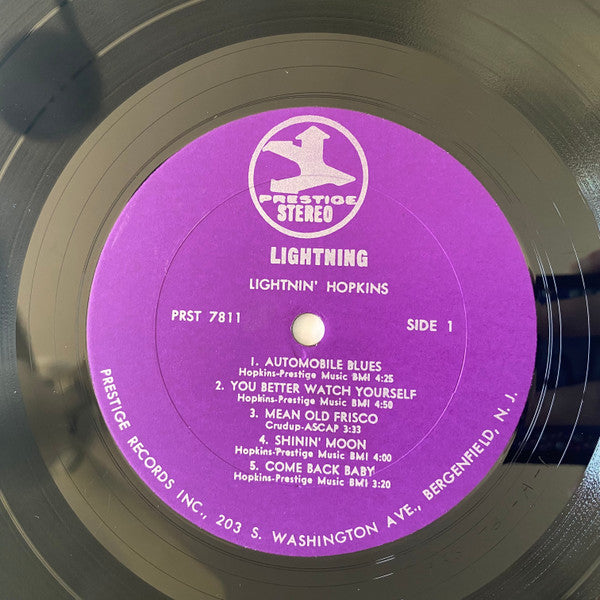 PRESTIGE
STEREO
LIGHTNING
LIGHTNIN' HOPKINS
PRST 7811
SIDE 1
1. AUTOMOBILE BLUES
Hopkins-Prestige Music BMI 4:25
2. YOU BETTER WATCH YOURSELF
Hopkins-Prestige Music BMI 4:50
3. MEAN OLD FRISCO
Crudup-ASCAP 3:33
4. SHININ' MOON
Hopkins-Prestige Music BMI 4:00
5. COME BACK BABY
Hopkins-Prestige Music BMI 3:20
PRESTIGE RECORDS INC., 203 S. WASHINGTON AVE., BERGENFIELD, N. J.